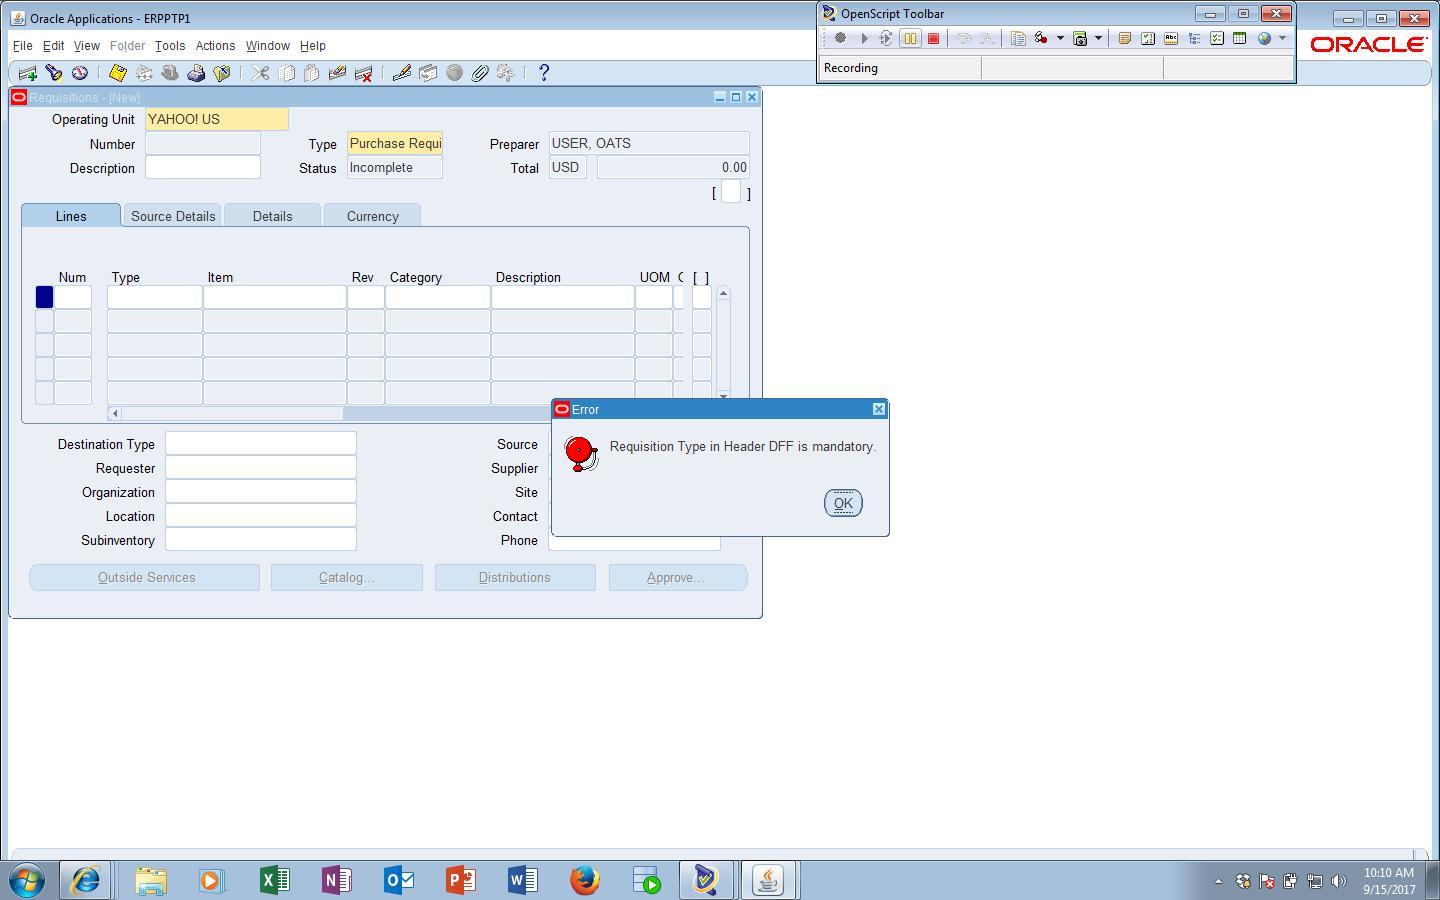 Oracle Applications - ERPPTP1
OpenScript Toolbar
File Edit View Folder Tools Actions Window Help
ORACLE
Recording
Requisitions - [New]
Operating Unit YAHOO! US
Number Type Purchase Requi Preparer USER, OATS
Description Status Incomplete Total USD 0.00
[ ]
Lines Source Details Details Currency
Num Type Item Rev Category Description UOM [ ]
Error
Requisition Type in Header DFF is mandatory.
OK
Destination Type Source
Requester Supplier
Organization Site
Location Contact
Subinventory Phone
Outside Services Catalog... Distributions Approve...
10:10 AM
9/15/2017